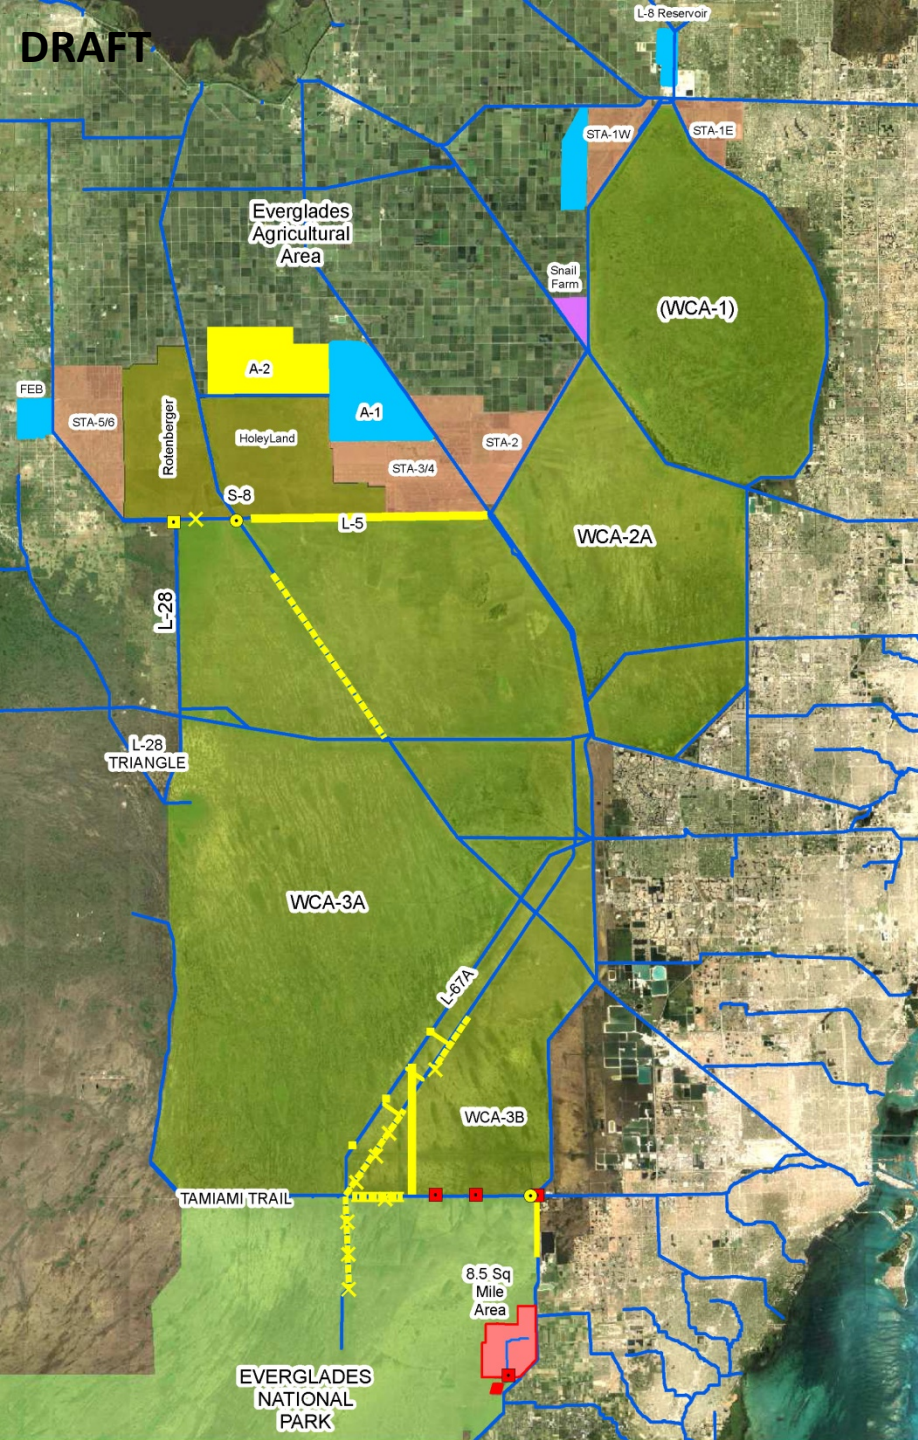 L-8 Reservoir
DRAFT
STA-1W
STA-1E
Everglades
Agricultural
Area
Snail
Farm
(WCA-1)
A-2
FEB
A-1
STA-5/6
Rotenberger
HoleyLand
STA-2
STA-3/4
S-8
L-5
WCA-2A
L-28
L-28
TRIANGLE
WCA-3A
L-67A
WCA-3B
TAMIAMI TRAIL
8.5 Sq
Mile
Area
EVERGLADES
NATIONAL
PARK